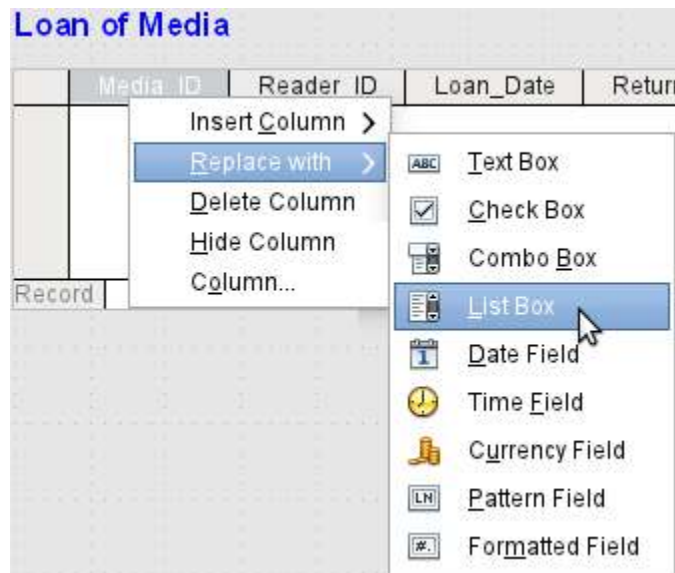 Loan of Media
Media_ID Reader_ID Loan_Date Return
Insert Column
Replace with
Delete Column
Hide Column
Column...
Record
Text Box
Check Box
Combo Box
List Box
Date Field
Time Field
Currency Field
Pattern Field
Formatted Field